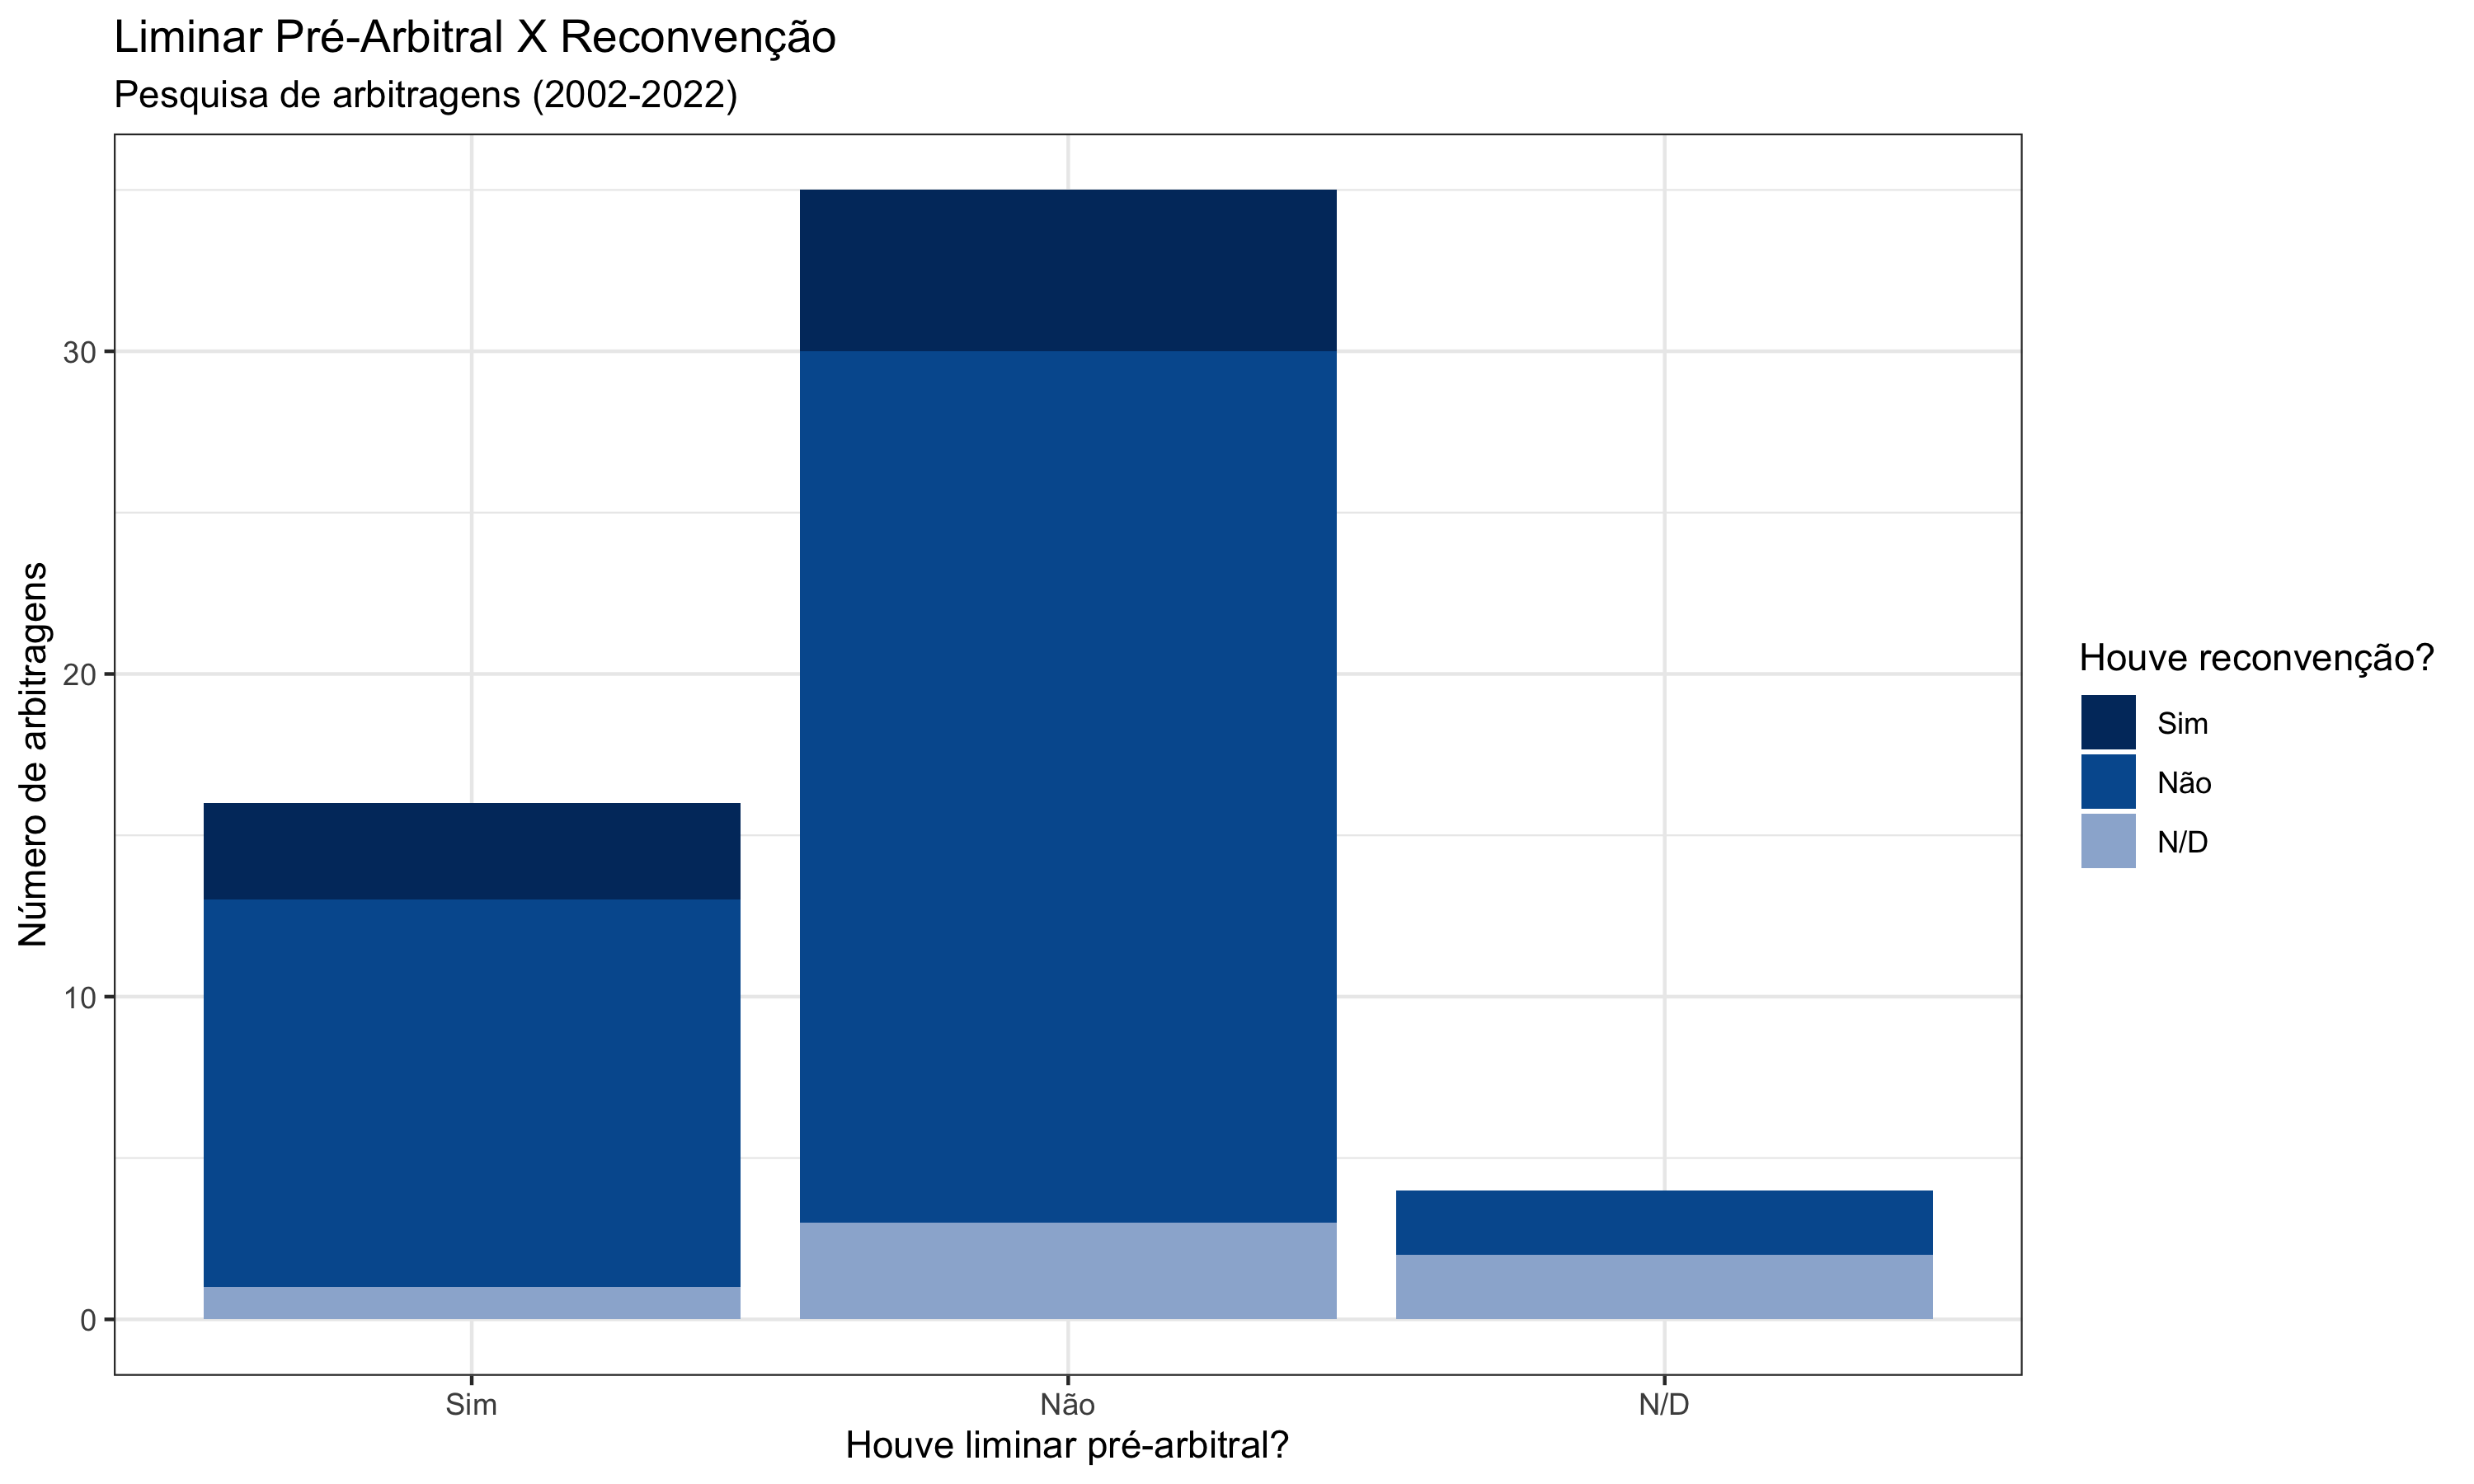 Liminar Pré-Arbitral X Reconvenção
Pesquisa de arbitragens (2002-2022)
Número de arbitragens
30
20
10
0
Sim
Não
N/D
Houve liminar pré-arbitral?
Houve reconvenção?
Sim
Não
N/D